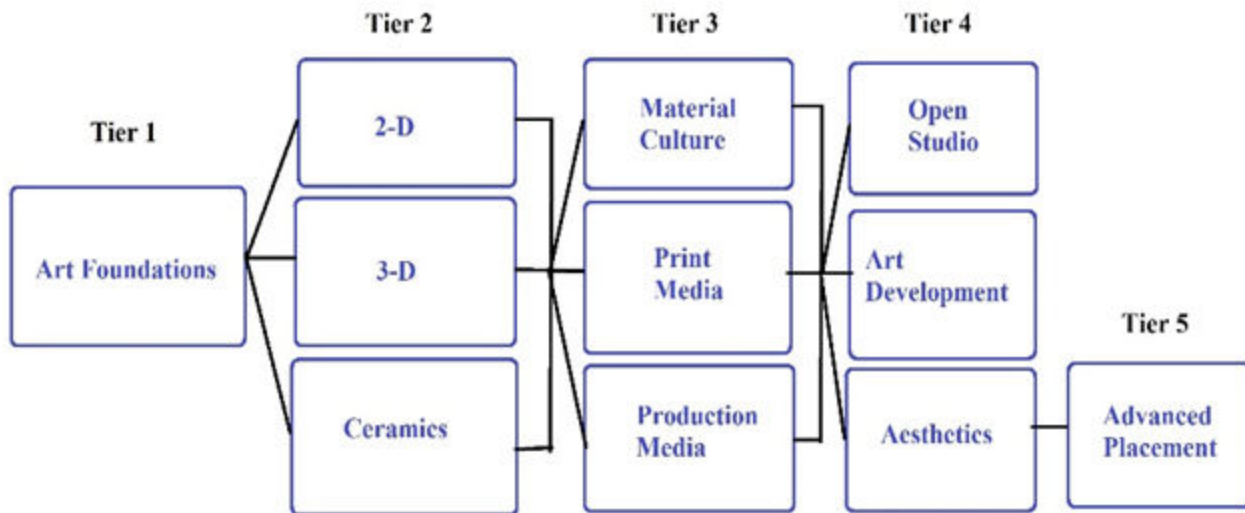 Tier 1
Art Foundations
Tier 2
2-D
3-D
Ceramics
Tier 3
Material
Culture
Print
Media
Production
Media
Tier 4
Open
Studio
Art
Development
Aesthetics
Tier 5
Advanced
Placement